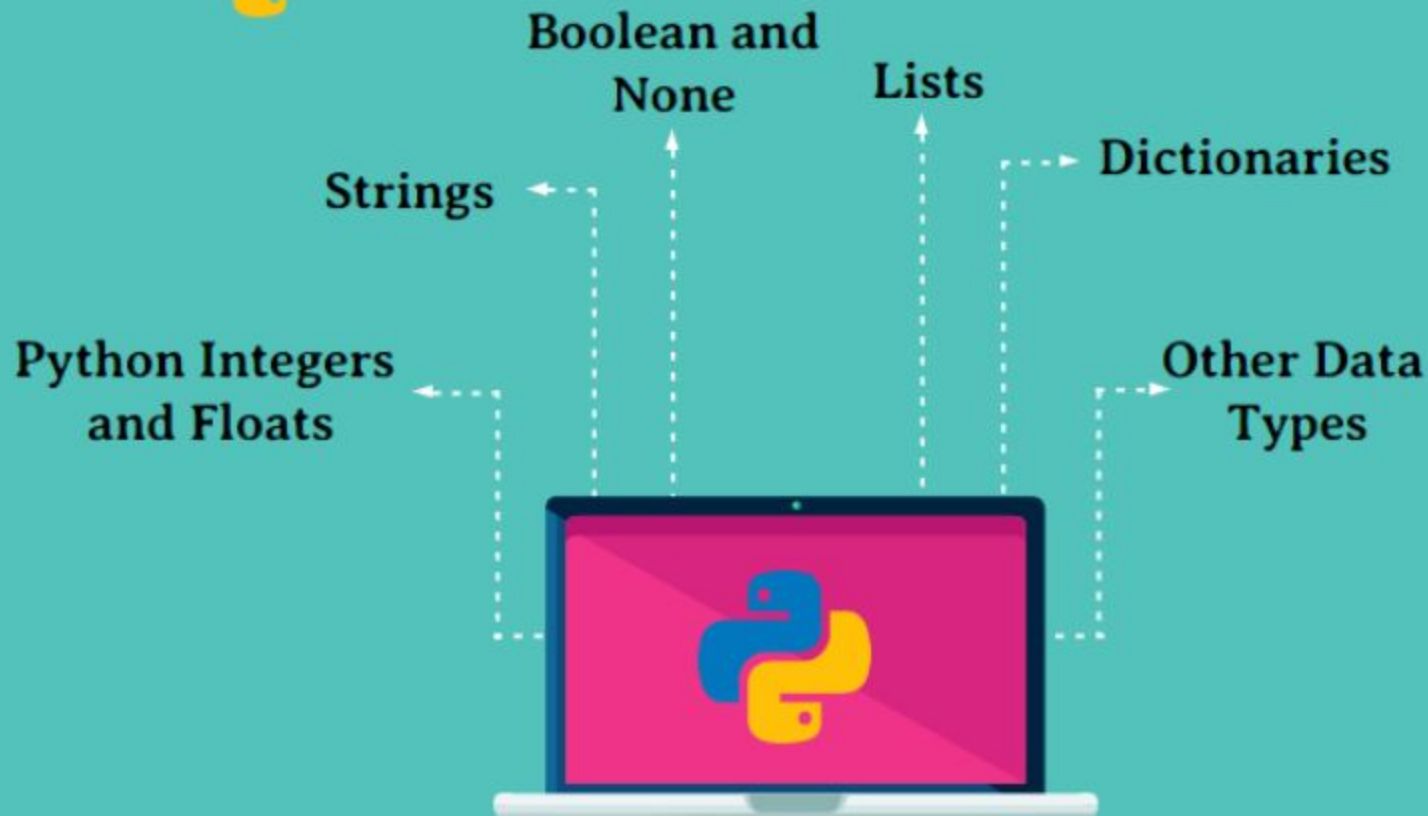 Boolean and
None
Lists
Strings
Dictionaries
Python Integers
and Floats
Other Data
Types